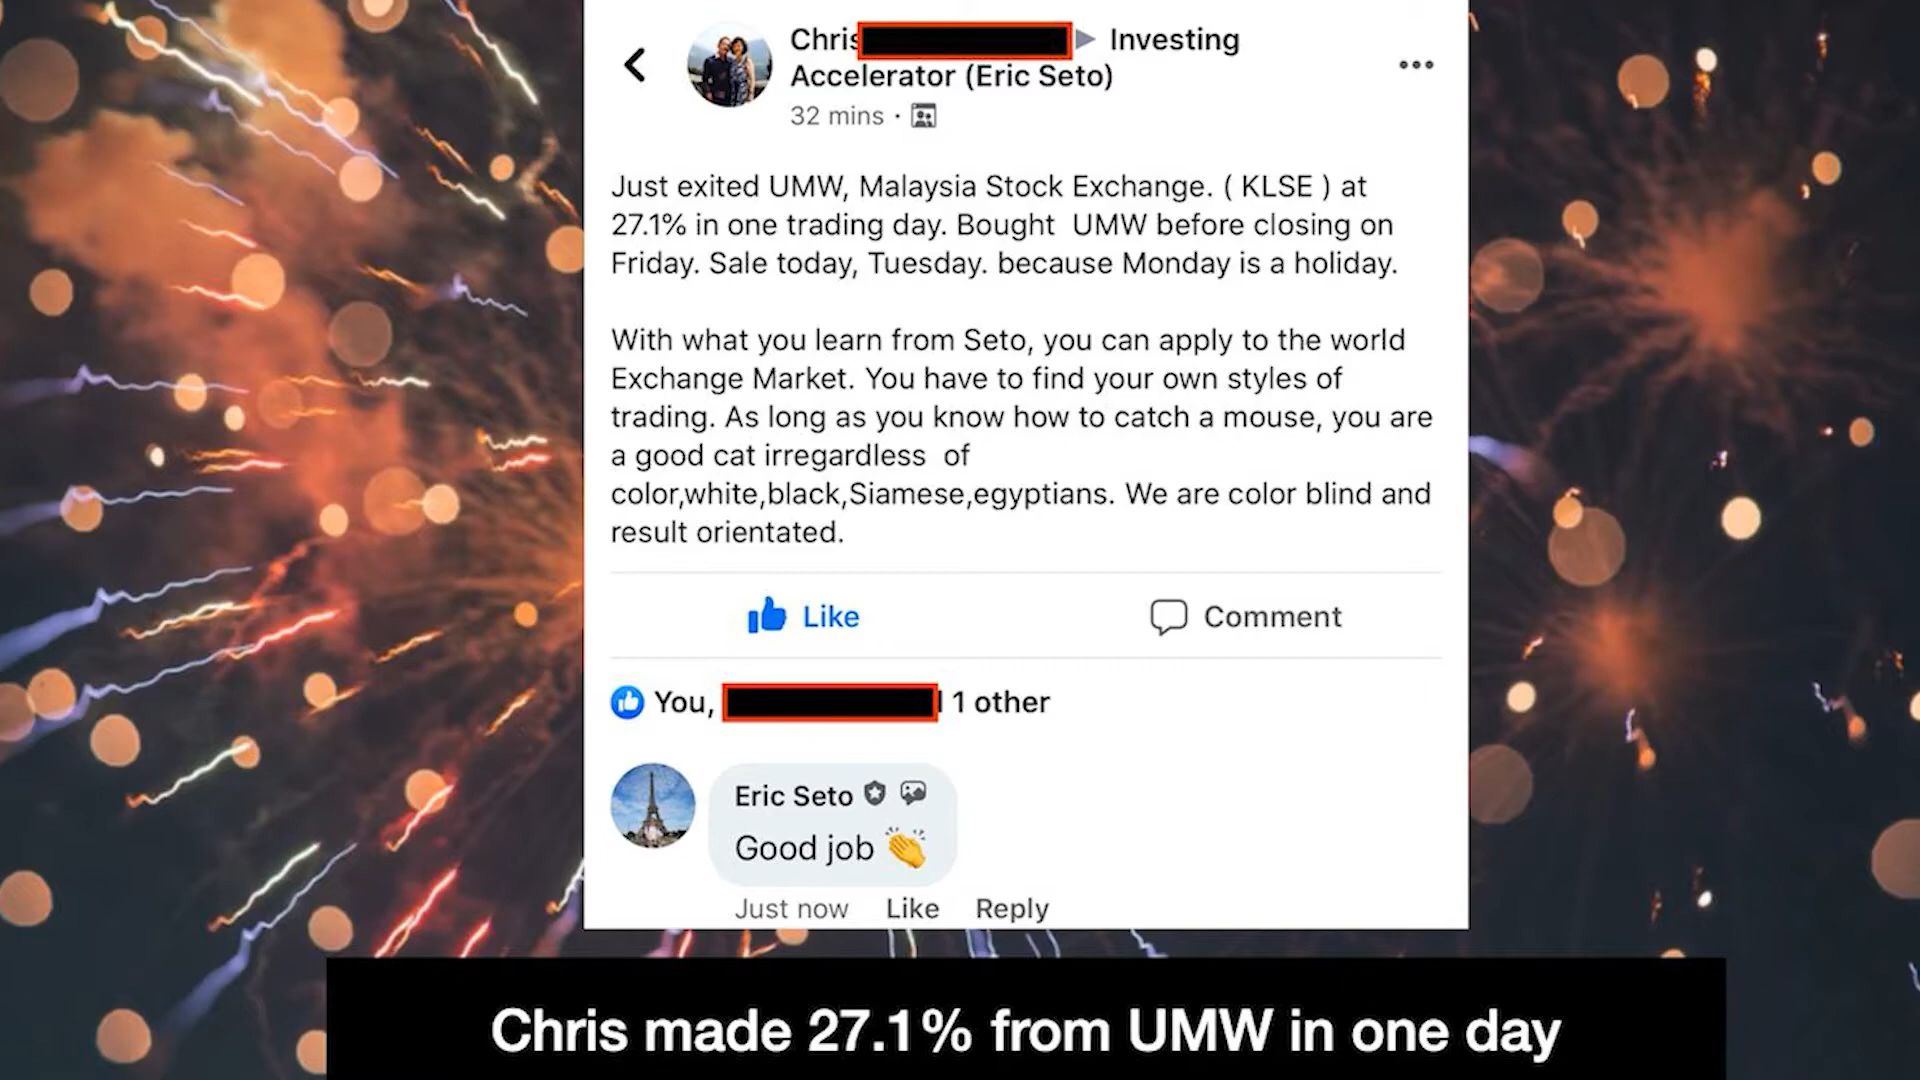 Chris ▶ Investing
Accelerator (Eric Seto)
32 mins ·
Just exited UMW, Malaysia Stock Exchange. ( KLSE ) at
27.1% in one trading day. Bought  UMW before closing on
Friday. Sale today, Tuesday. because Monday is a holiday.
With what you learn from Seto, you can apply to the world
Exchange Market. You have to find your own styles of
trading. As long as you know how to catch a mouse, you are
a good cat irregardless  of
color,white,black,Siamese,egyptians. We are color blind and
result orientated.
Like Comment
You, 1 other
Eric Seto
Good job 👏
Just now Like Reply
Chris made 27.1% from UMW in one day